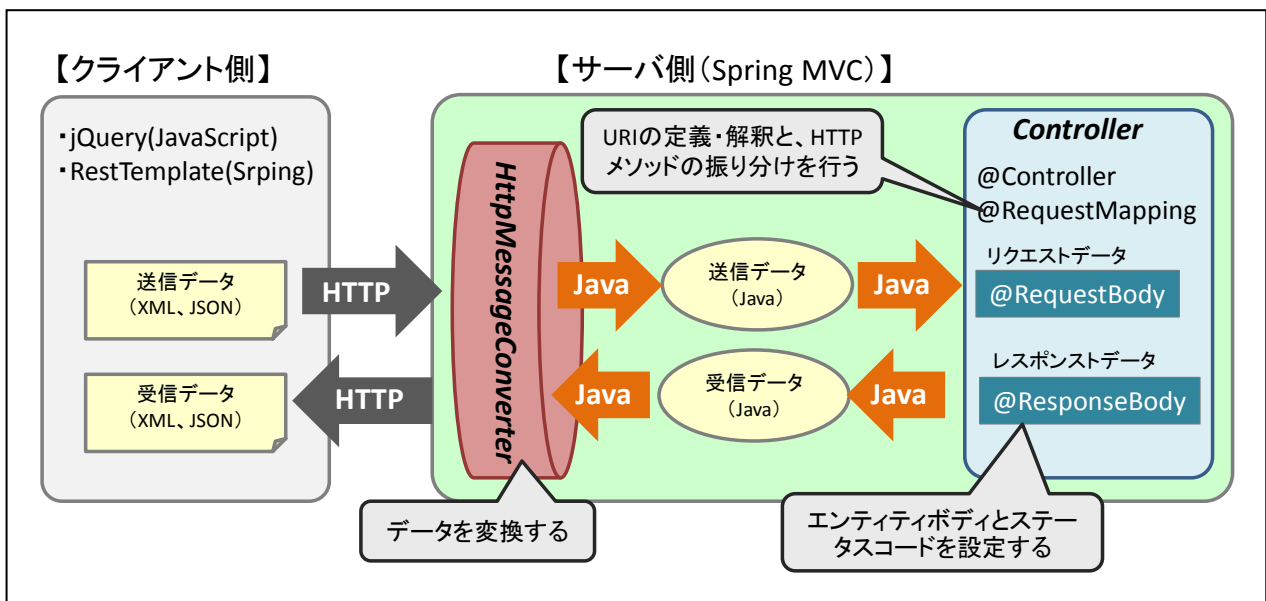 【クライアント側】
【サーバ側(Spring MVC)】
・jQuery(JavaScript)
・RestTemplate(Srping)
URIの定義・解釈と、HTTP
メソッドの振り分けを行う
Controller
@Controller
@RequestMapping
HttpMessageConverter
送信データ
(XML、JSON)
HTTP
Java
送信データ
(Java)
Java
リクエストデータ
@RequestBody
受信データ
(XML、JSON)
HTTP
Java
受信データ
(Java)
Java
レスポンストデータ
@ResponseBody
データを変換する
エンティティボディとステー
タスコードを設定する